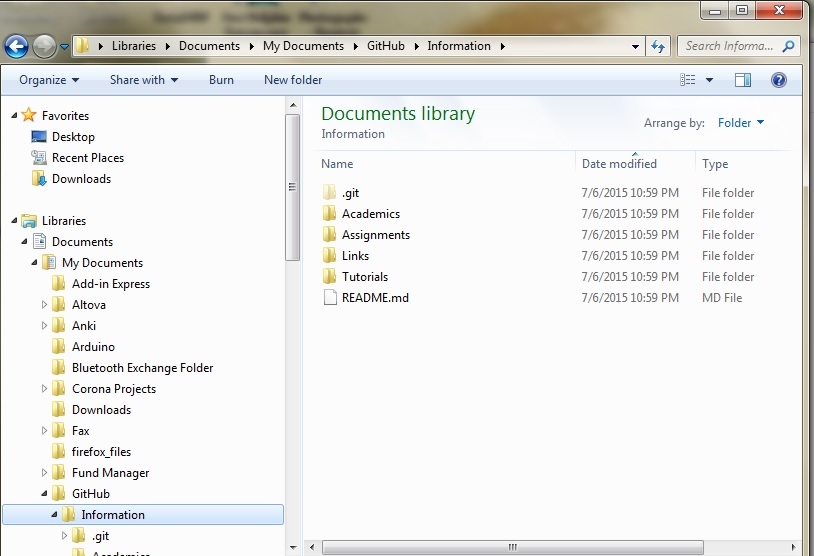 Libraries Documents My Documents GitHub Information
Search Informa...
Organize Share with Burn New folder
Favorites
Desktop
Recent Places
Downloads
Libraries
Documents
My Documents
Add-in Express
Altova
Anki
Arduino
Bluetooth Exchange Folder
Corona Projects
Downloads
Fax
firefox_files
Fund Manager
GitHub
Information
.git
Academics
Documents library
Information
Arrange by: Folder
Name Date modified Type
.git 7/6/2015 10:59 PM File folder
Academics 7/6/2015 10:59 PM File folder
Assignments 7/6/2015 10:59 PM File folder
Links 7/6/2015 10:59 PM File folder
Tutorials 7/6/2015 10:59 PM File folder
README.md 7/6/2015 10:59 PM MD File